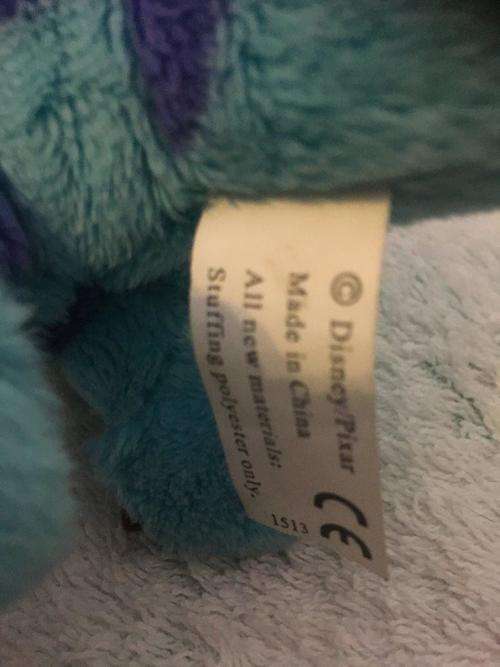 © Disney/Pixar
Made in China
All new materials:
Stuffing polyester only.
CE
1513